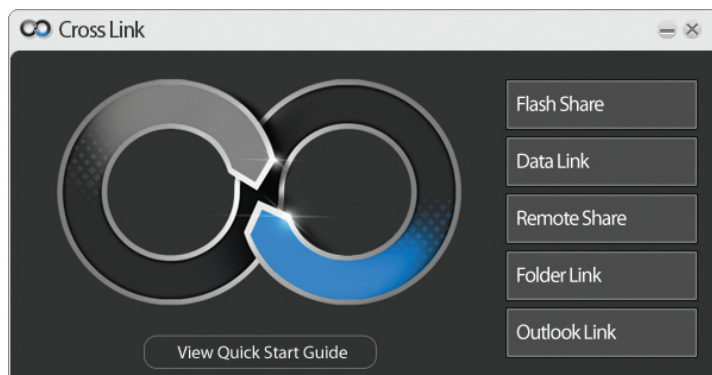 Cross Link
Flash Share
Data Link
Remote Share
Folder Link
Outlook Link
View Quick Start Guide